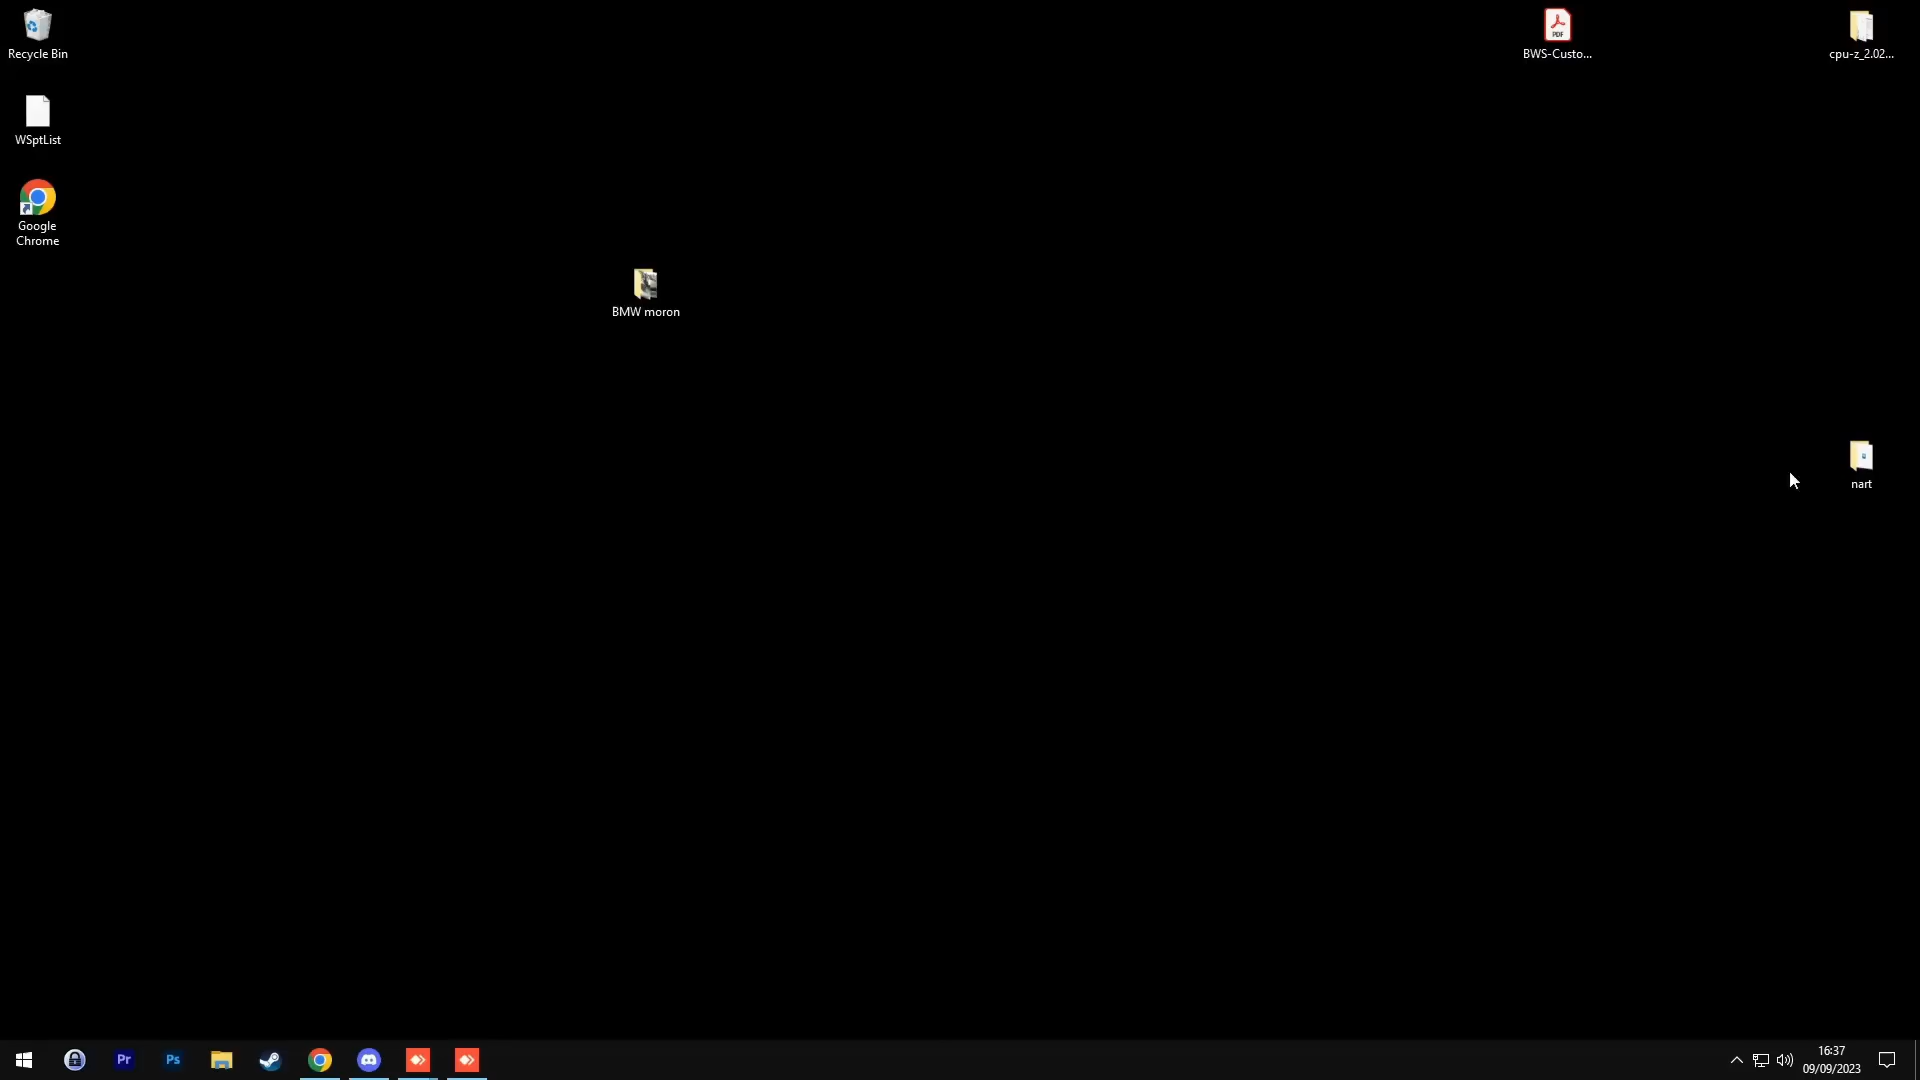 Recycle Bin
BWS-Custo...
PDF
cpu-z_2.02...
WSptList
Google
Chrome
BMW moron
nart
Pr
Ps
16:37
09/09/2023